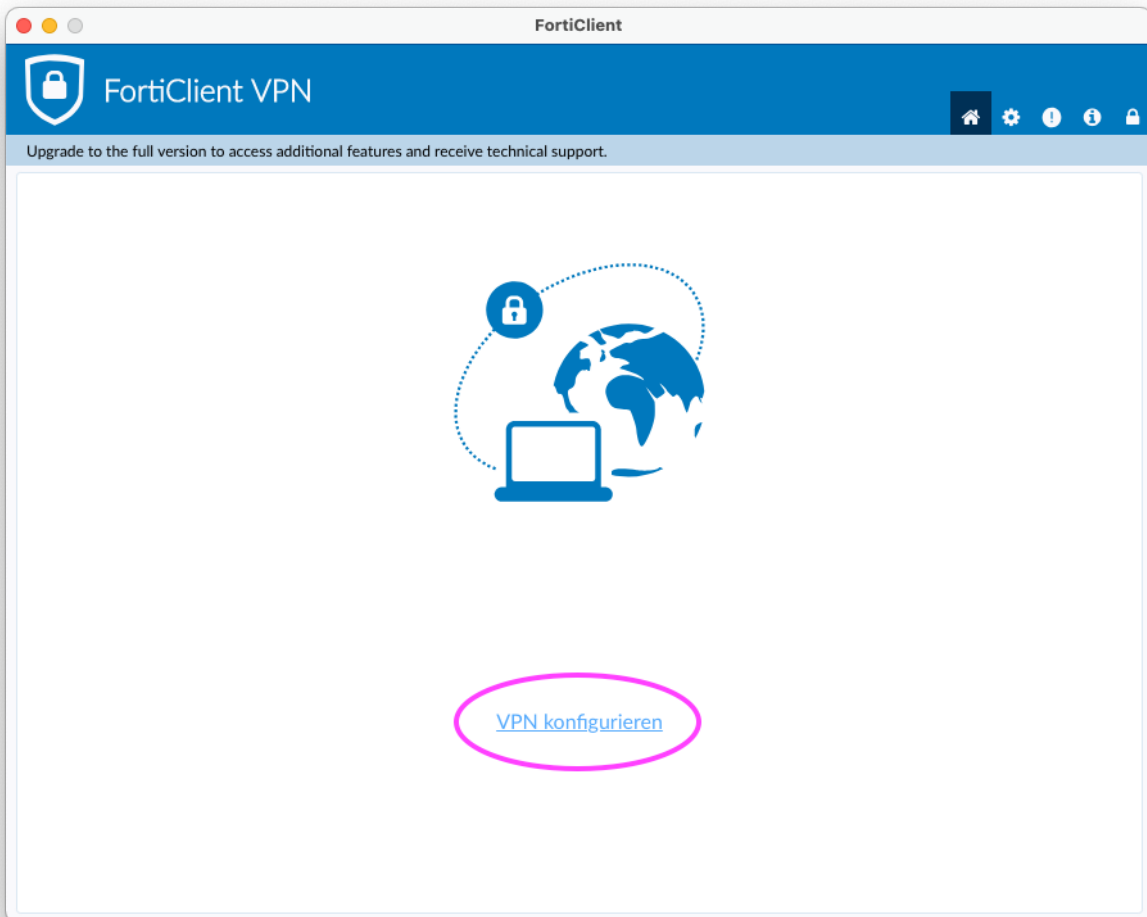 FortiClient
FortiClient VPN
Upgrade to the full version to access additional features and receive technical support.
VPN konfigurieren